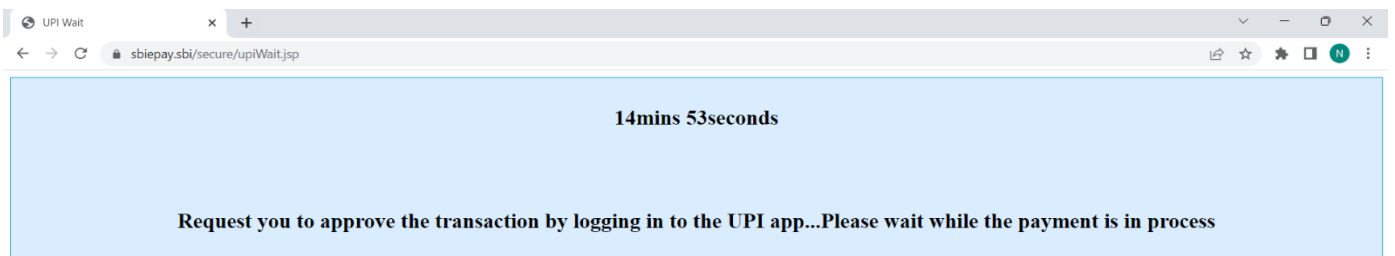 UPI Wait
sbiepay.sbi/secure/upiWait.jsp
N
14mins 53seconds
Request you to approve the transaction by logging in to the UPI app...Please wait while the payment is in process